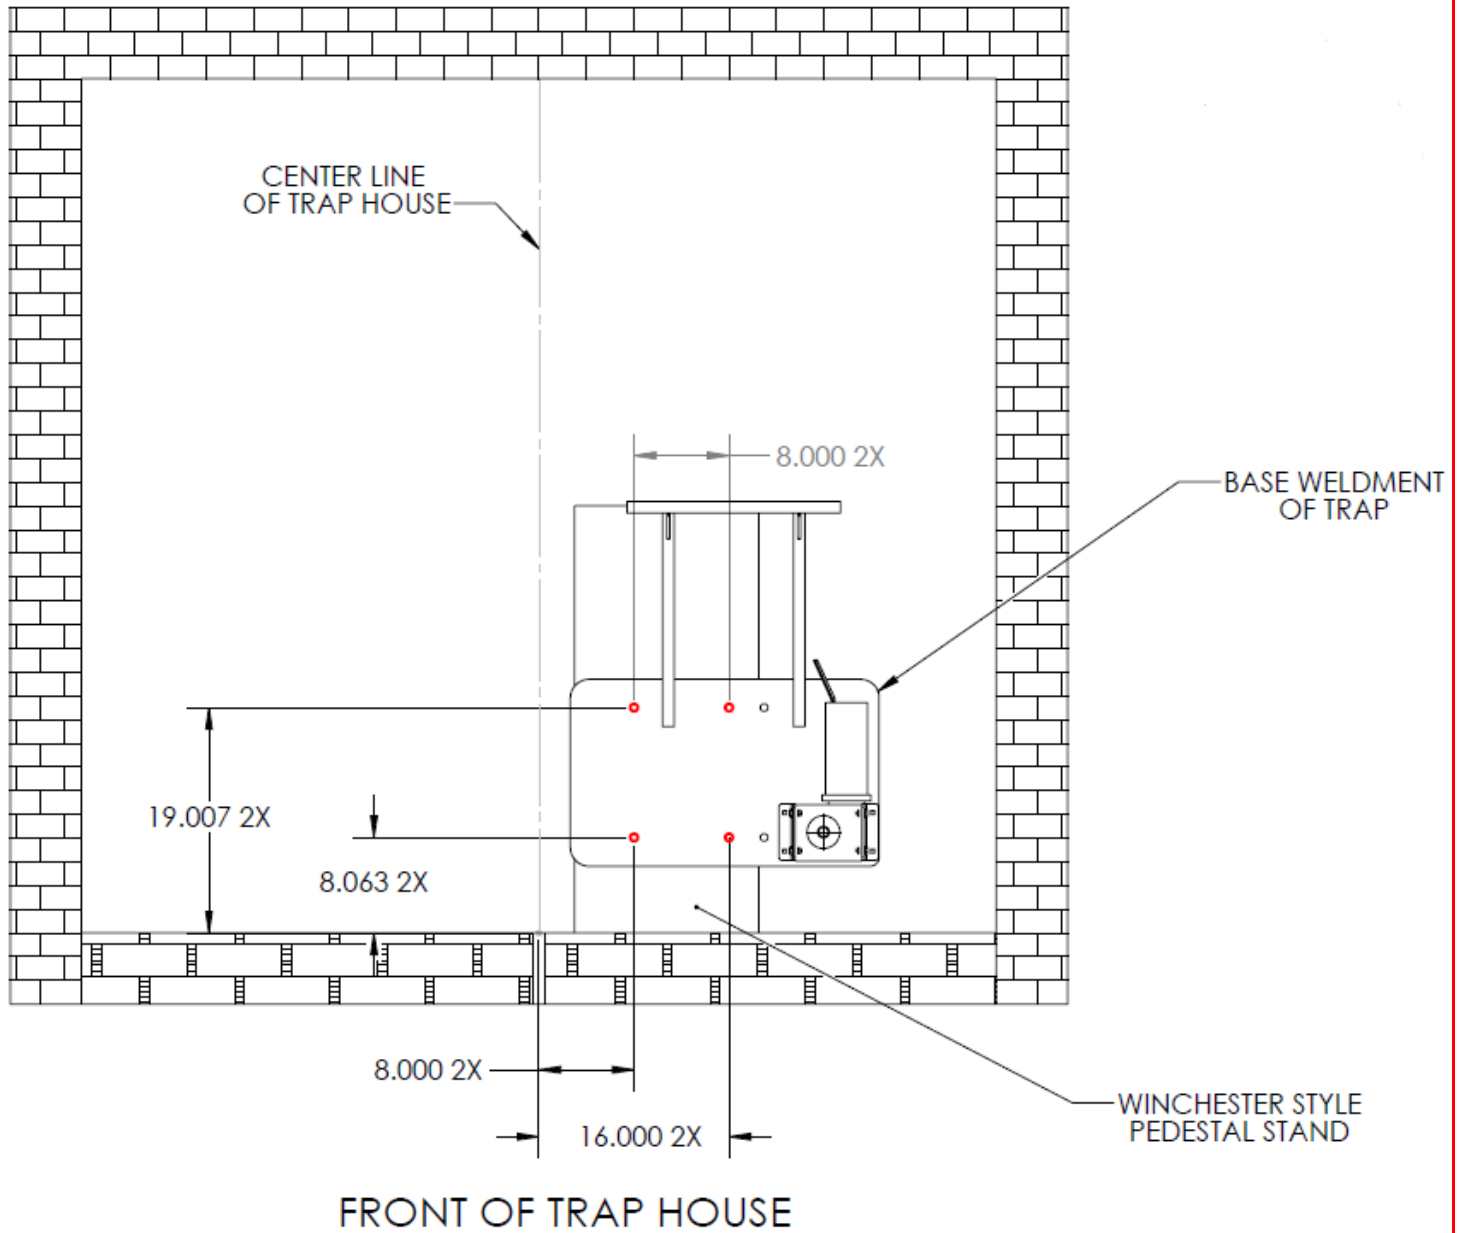 CENTER LINE
OF TRAP HOUSE
8.000 2X
BASE WELDMENT
OF TRAP
19.007 2X
8.063 2X
8.000 2X
16.000 2X
WINCHESTER STYLE
PEDESTAL STAND
FRONT OF TRAP HOUSE